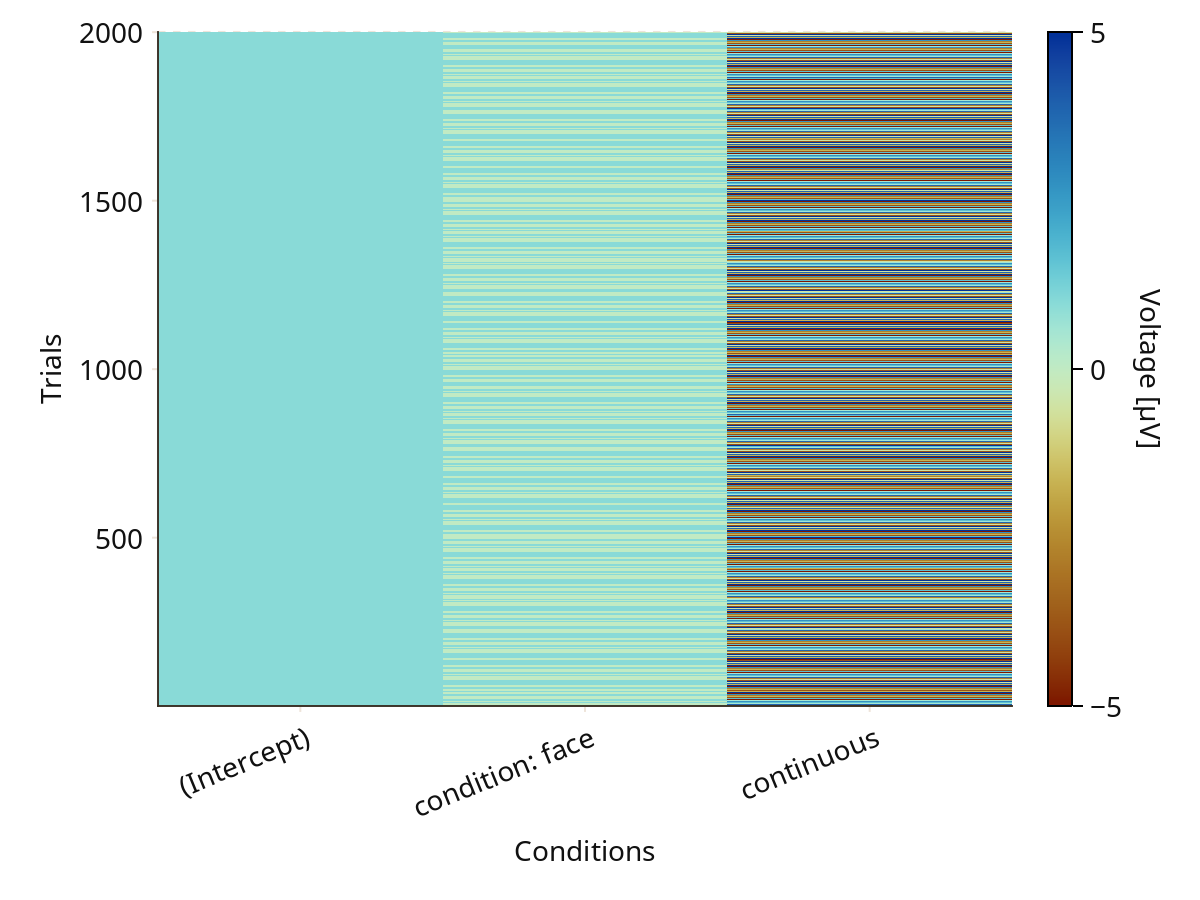 2000
1500
1000
500
Trials
(Intercept)
condition: face
continuous
Conditions
5
0
−5
Voltage [µV]